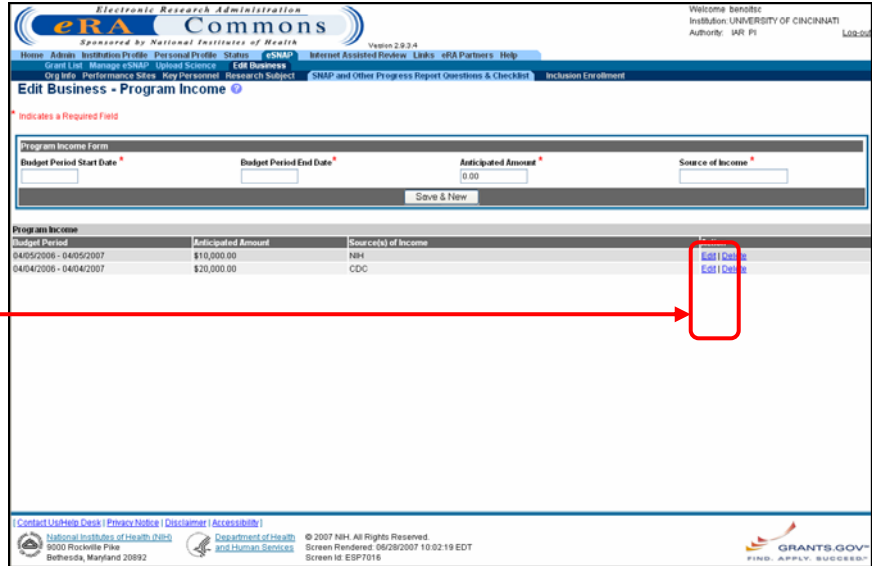 Electronic Research Administration
eRA Commons
Sponsored by National Institutes of Health
Version 2.9.3.4
Welcome benoitsc
Institution: UNIVERSITY OF CINCINNATI
Authority: IAR PI
Log-out
Home Admin Institution Profile Personal Profile Status eSNAP Internet Assisted Review Links eRA Partners Help
Grant List Manage eSNAP Upload Science Edit Business
Org Info Performance Sites Key Personnel Research Subject SNAP and Other Progress Report Questions & Checklist Inclusion Enrollment
Edit Business - Program Income ?
* Indicates a Required Field
Program Income Form
Budget Period Start Date * Budget Period End Date * Anticipated Amount * Source of Income *
0.00
Save & New
Program Income
Budget Period Anticipated Amount Source(s) of Income Action
04/05/2006 - 04/05/2007 $10,000.00 NIH Edit | Delete
04/04/2006 - 04/04/2007 $20,000.00 CDC Edit | Delete
[ Contact Us/Help Desk | Privacy Notice | Disclaimer | Accessibility ]
National Institutes of Health (NIH)
9000 Rockville Pike
Bethesda, Maryland 20892
Department of Health
and Human Services
© 2007 NIH. All Rights Reserved.
Screen Rendered: 06/28/2007 10:02:19 EDT
Screen Id: ESP7016
GRANTS.GOV℠
FIND. APPLY. SUCCEED.℠